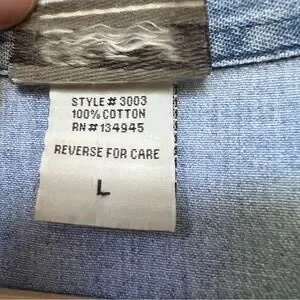 STYLE# 3003
100% COTTON
RN# 134945
REVERSE FOR CARE
L